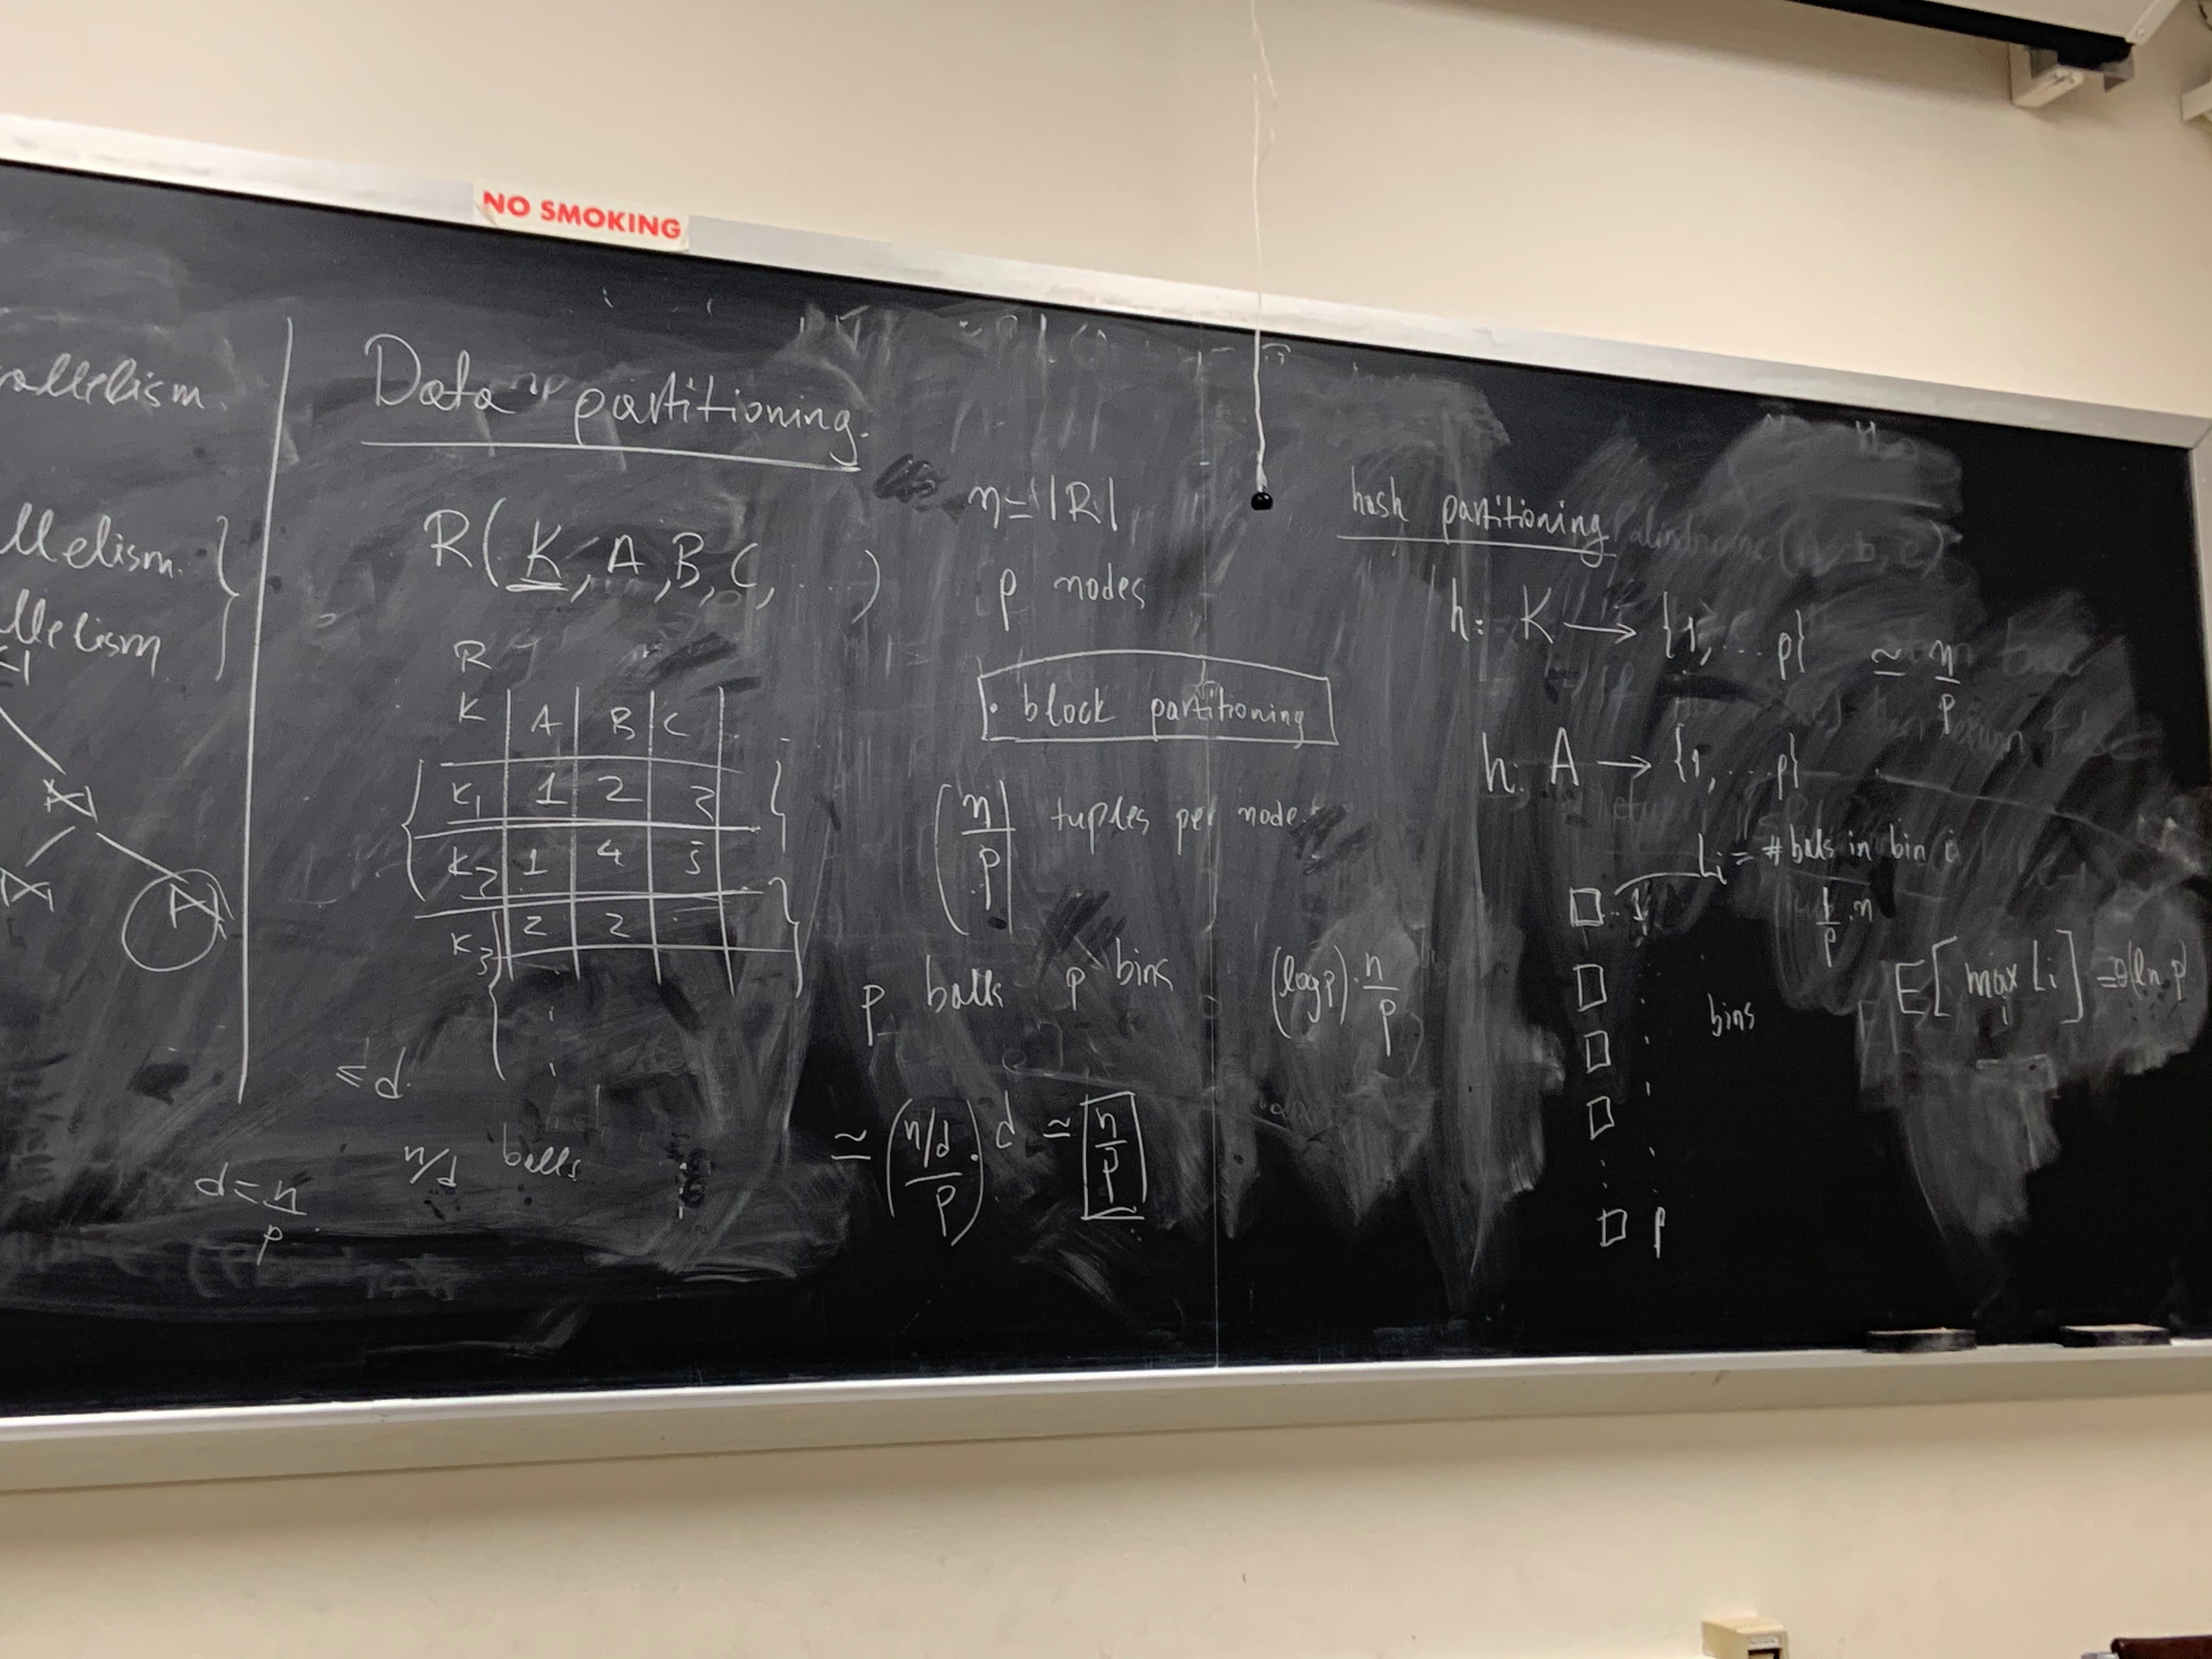 NO SMOKING
allelism.
llelism.
llelism
A
Data partitioning.
R(K, A, B, C, ...)
R
K | A | B | C |
K₁ | 1 | 2 | 3
K₂ | 1 | 4 | 5
K₃ | 2 | 2 |
≤ d.
n/d balls
d = n/p
n = |R|
p nodes
· block partitioning
(n/p) tuples per node.
p balls p bins (log p) · n/p
≃ (n/d / p) · d ≃ n/p
hash partitioning
h: K → {1, ... p} ≃ n/p
h: A → {1, ... p}
Li = # balls in bin i
1
1/p · n
bins
E[max Li] = Θ(ln p)
i
p